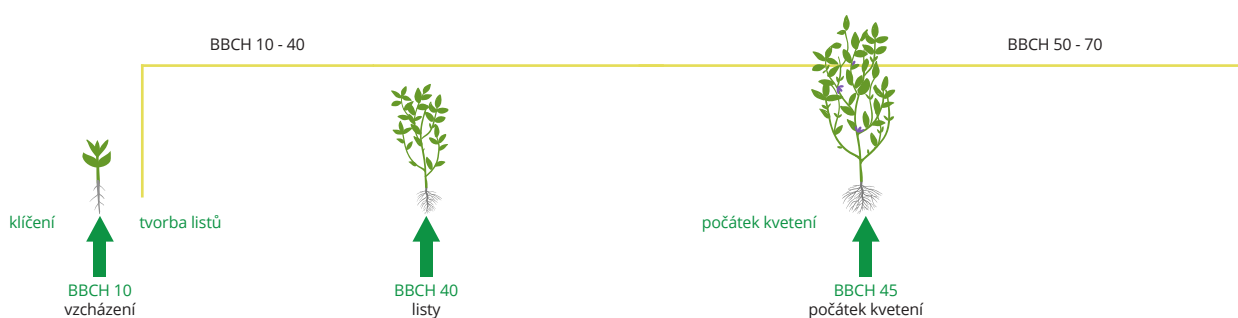 BBCH 10 - 40
BBCH 50 - 70
klíčení
tvorba listů
počátek kvetení
BBCH 10
vzcházení
BBCH 40
listy
BBCH 45
počátek kvetení